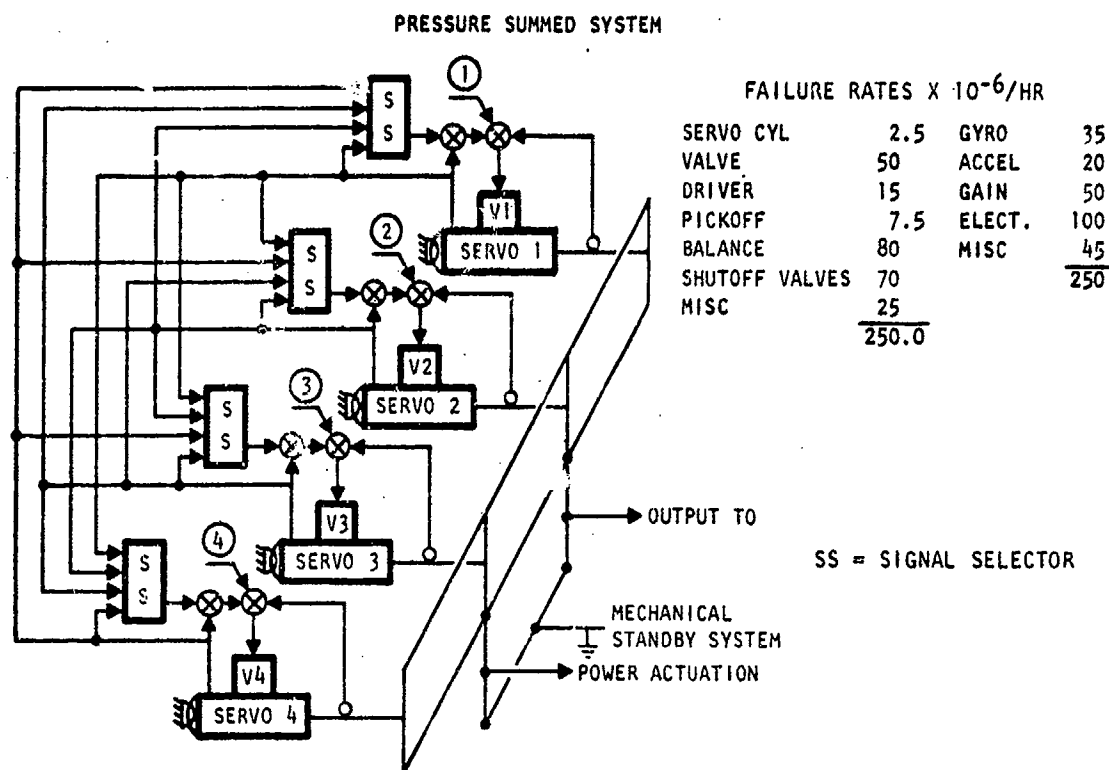 PRESSURE SUMMED SYSTEM
FAILURE RATES X 10-6/HR
SERVO CYL 2.5 GYRO 35
VALVE 50 ACCEL 20
DRIVER 15 GAIN 50
PICKOFF 7.5 ELECT. 100
BALANCE 80 MISC 45
SHUTOFF VALVES 70 250
MISC 25
250.0
1
S
S
V1
SERVO 1
2
S
S
V2
SERVO 2
3
S
S
V3
SERVO 3
4
S
S
V4
SERVO 4
OUTPUT TO
SS = SIGNAL SELECTOR
MECHANICAL
STANDBY SYSTEM
POWER ACTUATION